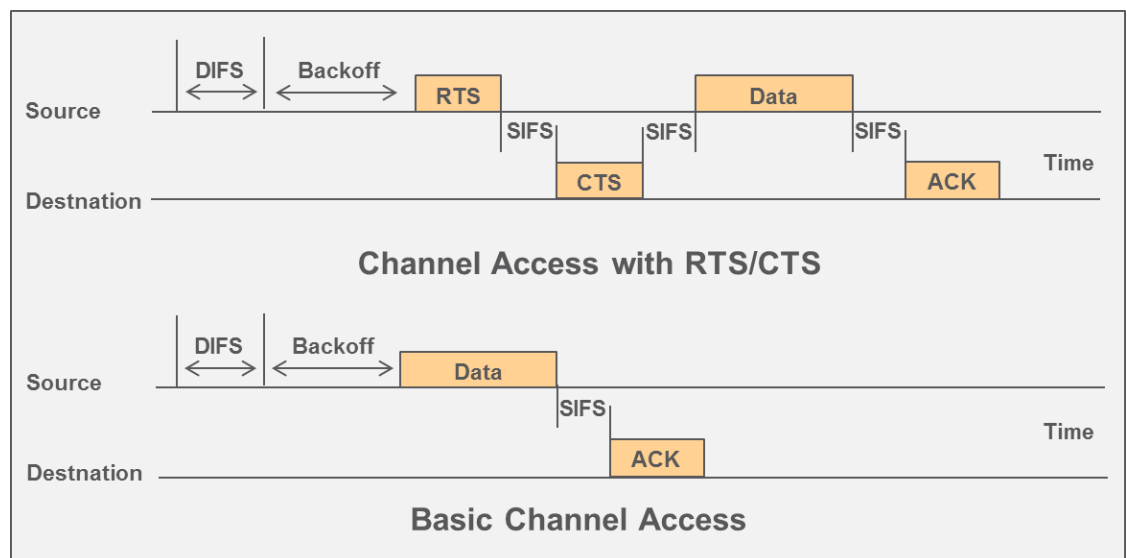 DIFS
Backoff
RTS
Data
Source
SIFS
SIFS
SIFS
Time
CTS
ACK
Destnation
Channel Access with RTS/CTS
DIFS
Backoff
Data
Source
SIFS
Time
ACK
Destnation
Basic Channel Access